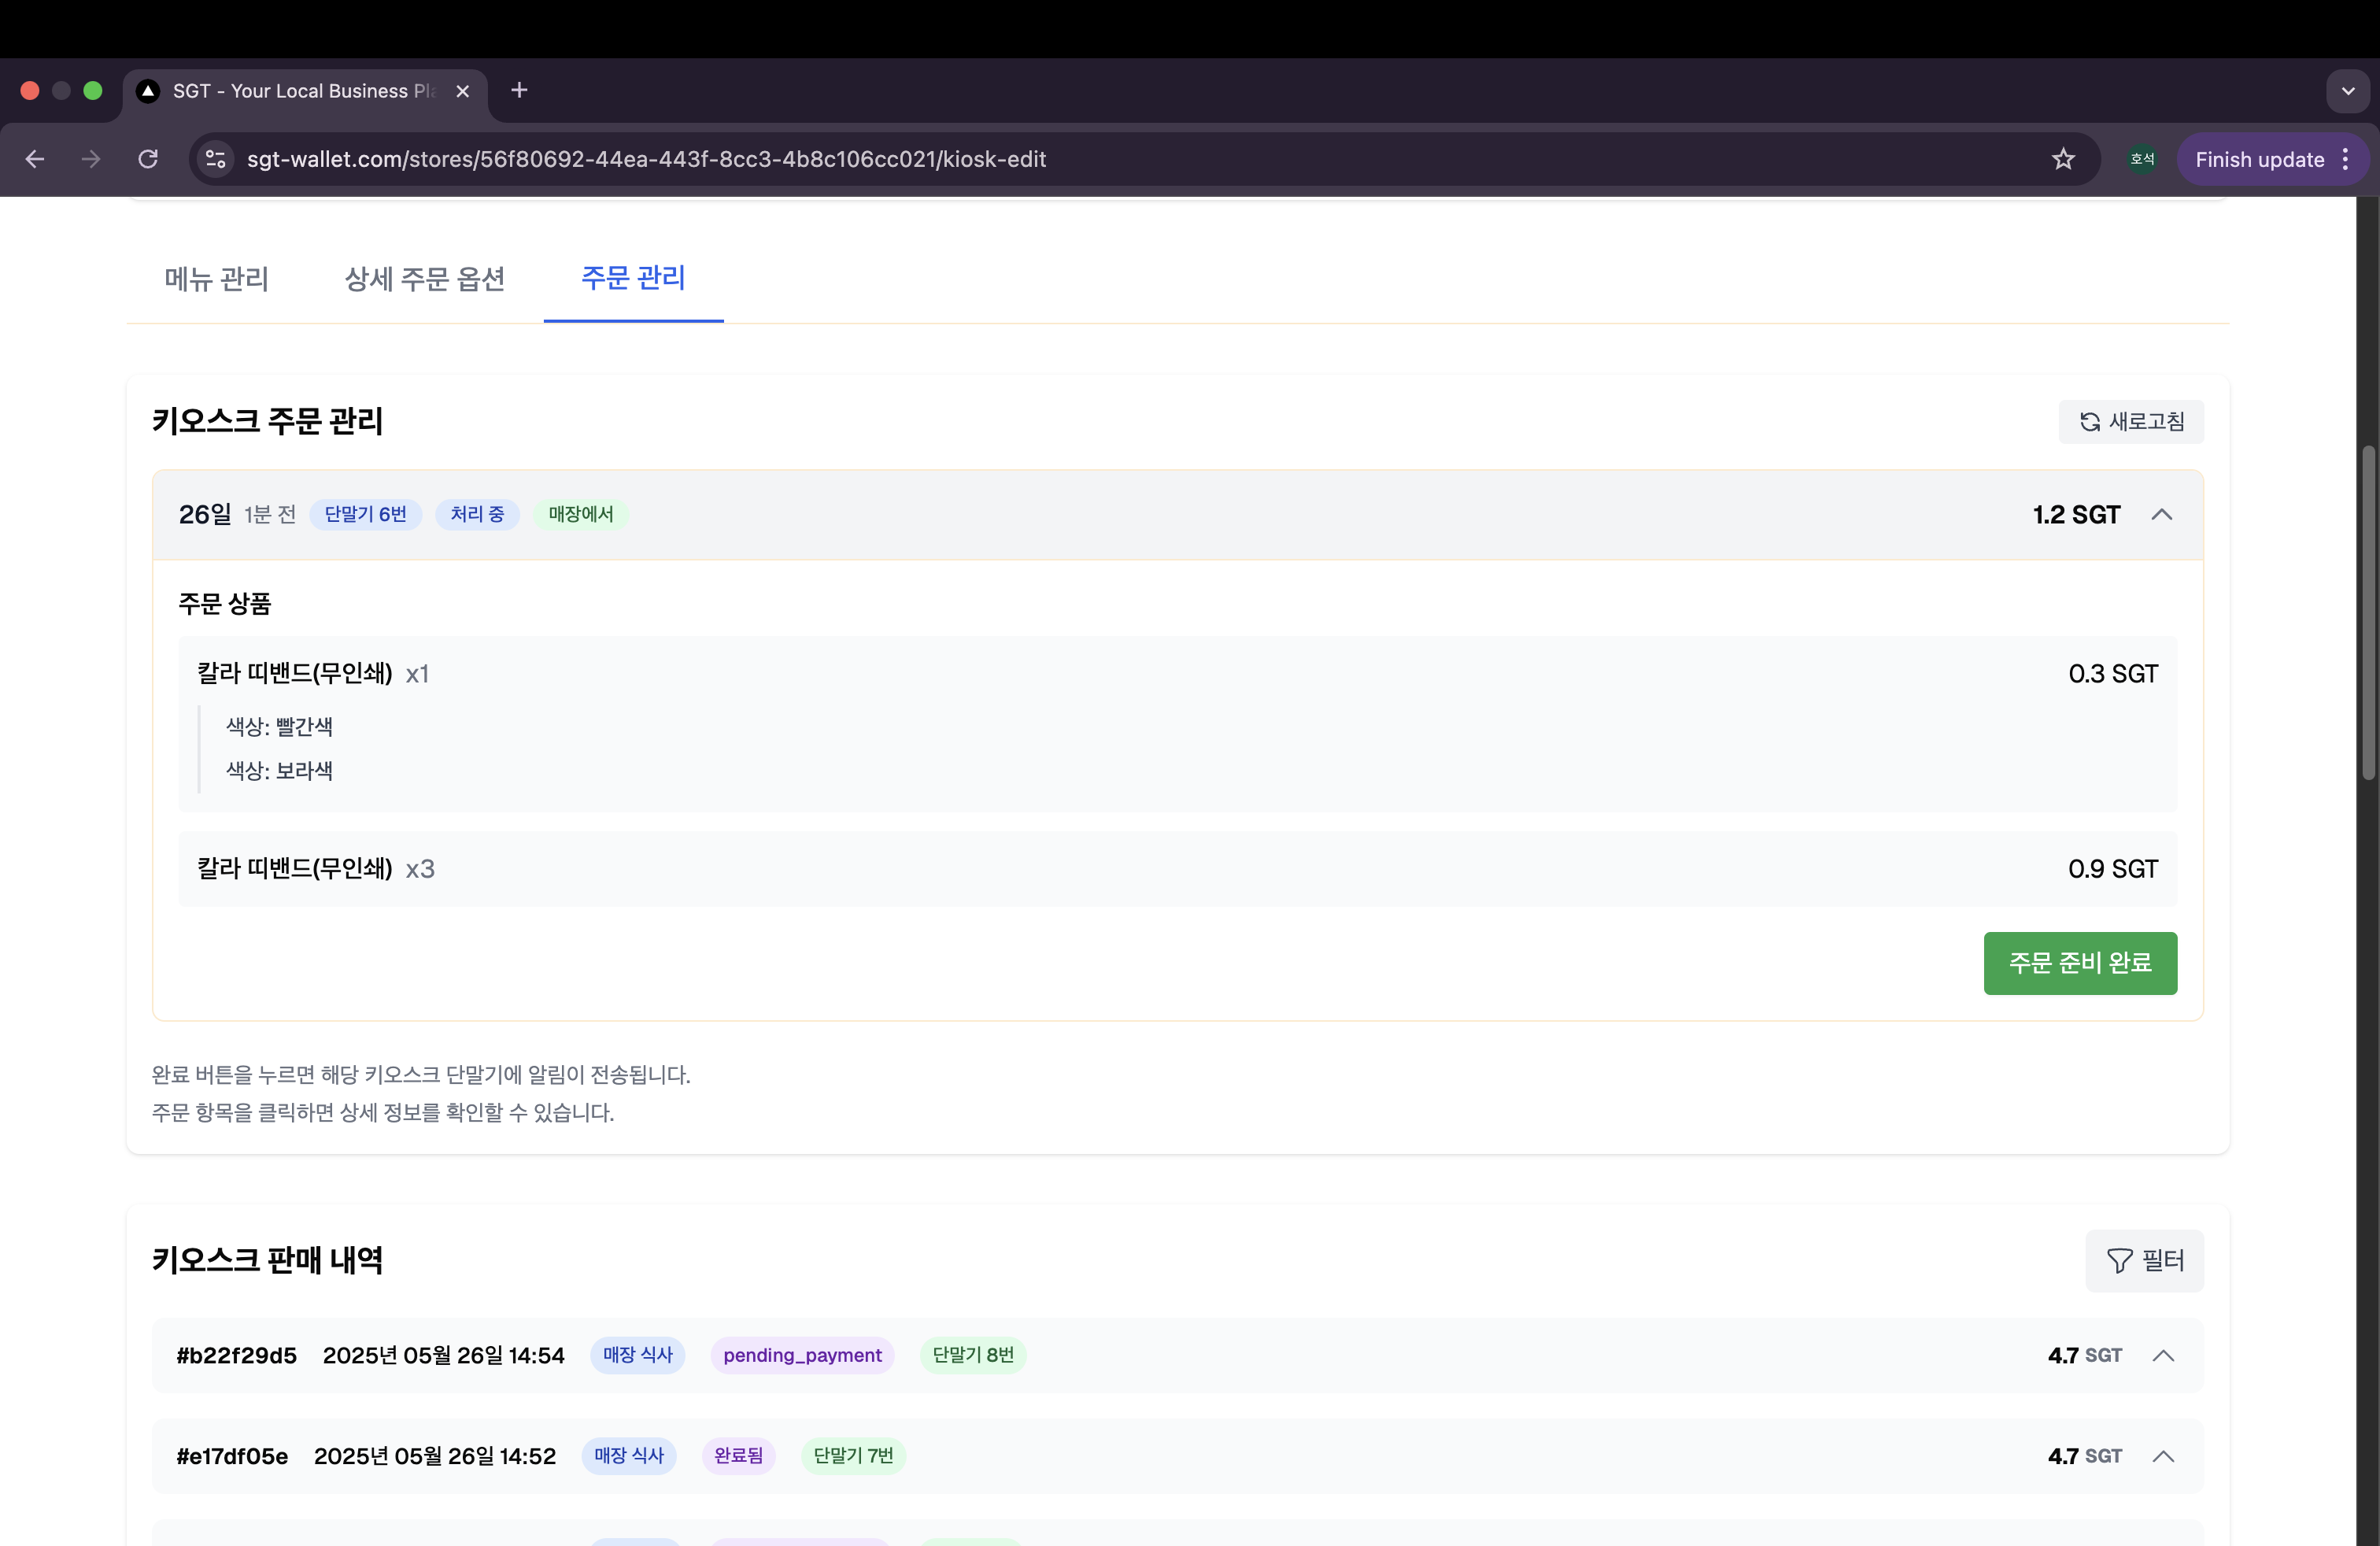 SGT - Your Local Business Pla
sgt-wallet.com/stores/56f80692-44ea-443f-8cc3-4b8c106cc021/kiosk-edit
호석
Finish update
메뉴 관리 상세 주문 옵션 주문 관리
키오스크 주문 관리 새로고침
26일 1분 전 단말기 6번 처리 중 매장에서 1.2 SGT
주문 상품
칼라 띠밴드(무인쇄) x1 0.3 SGT
색상: 빨간색
색상: 보라색
칼라 띠밴드(무인쇄) x3 0.9 SGT
주문 준비 완료
완료 버튼을 누르면 해당 키오스크 단말기에 알림이 전송됩니다.
주문 항목을 클릭하면 상세 정보를 확인할 수 있습니다.
키오스크 판매 내역 필터
#b22f29d5 2025년 05월 26일 14:54 매장 식사 pending_payment 단말기 8번 4.7 SGT
#e17df05e 2025년 05월 26일 14:52 매장 식사 완료됨 단말기 7번 4.7 SGT